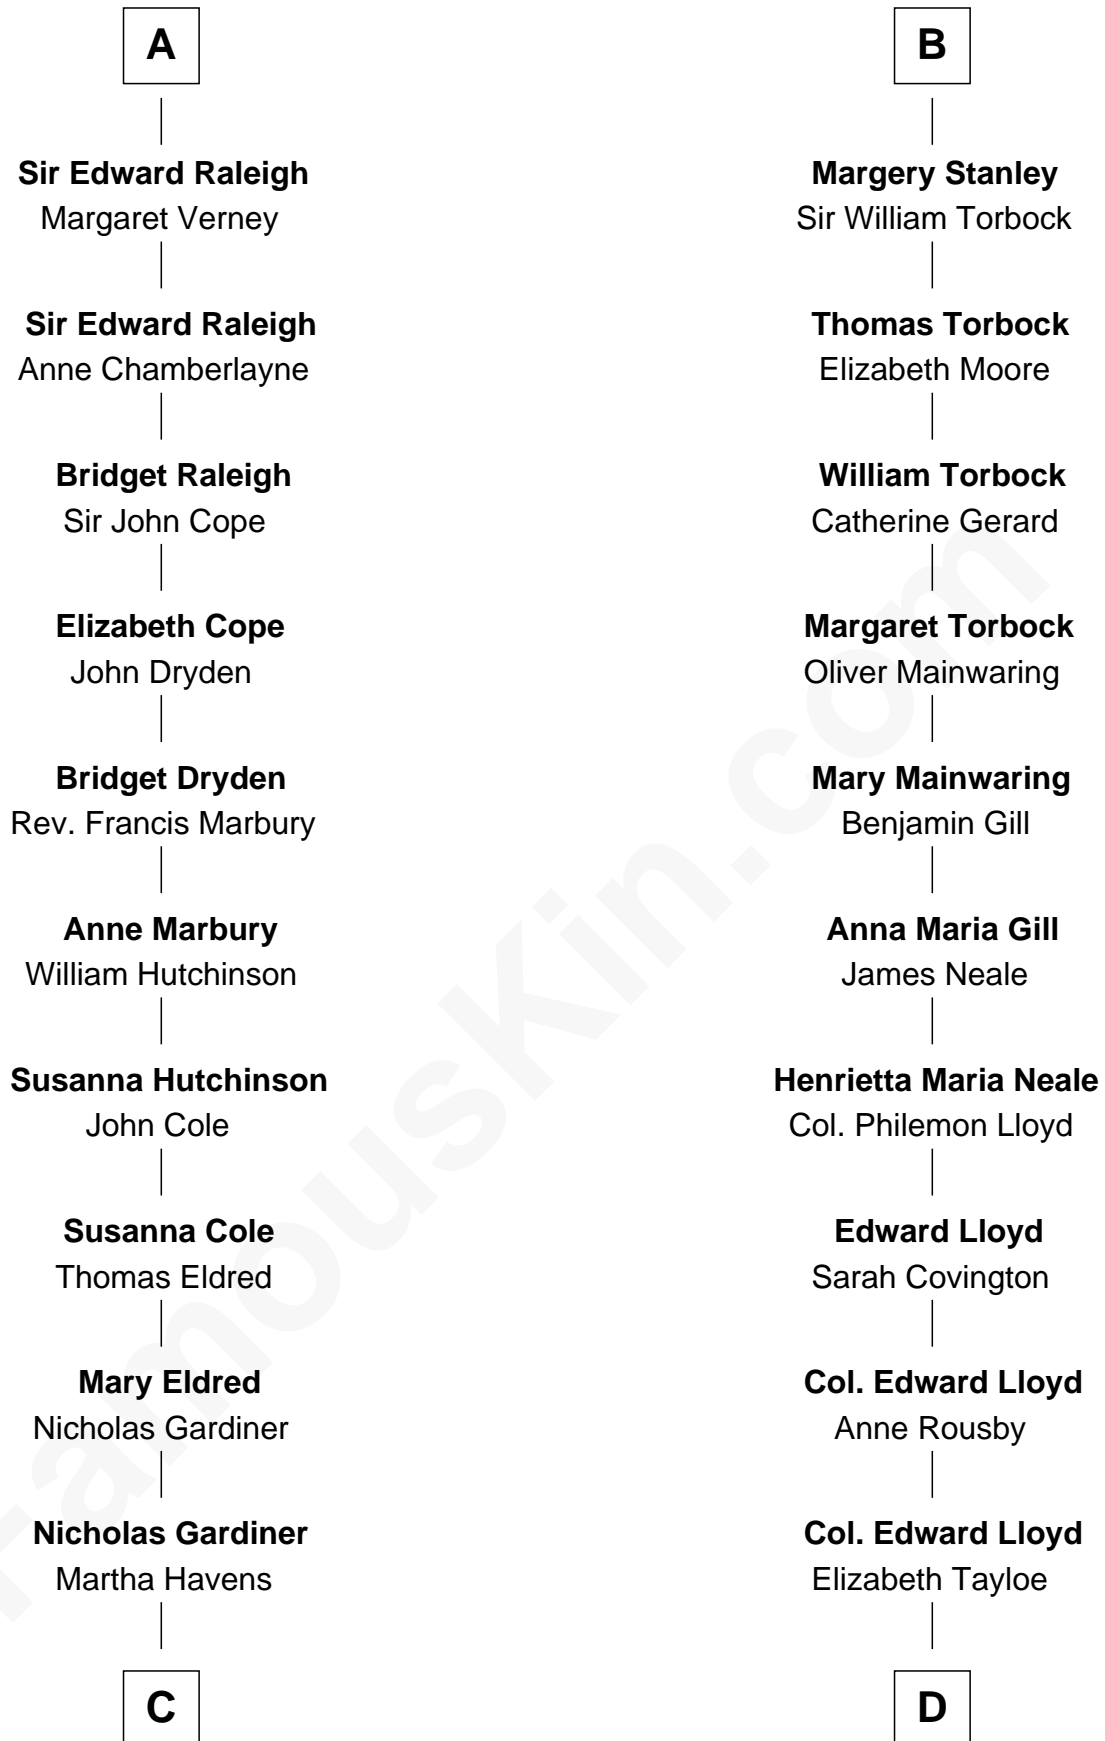 A
Sir Edward Raleigh
Margaret Verney
Sir Edward Raleigh
Anne Chamberlayne
Bridget Raleigh
Sir John Cope
Elizabeth Cope
John Dryden
Bridget Dryden
Rev. Francis Marbury
Anne Marbury
William Hutchinson
Susanna Hutchinson
John Cole
Susanna Cole
Thomas Eldred
Mary Eldred
Nicholas Gardiner
Nicholas Gardiner
Martha Havens
C
B
Margery Stanley
Sir William Torbock
Thomas Torbock
Elizabeth Moore
William Torbock
Catherine Gerard
Margaret Torbock
Oliver Mainwaring
Mary Mainwaring
Benjamin Gill
Anna Maria Gill
James Neale
Henrietta Maria Neale
Col. Philemon Lloyd
Edward Lloyd
Sarah Covington
Col. Edward Lloyd
Anne Rousby
Col. Edward Lloyd
Elizabeth Tayloe
D
FamousKin.com